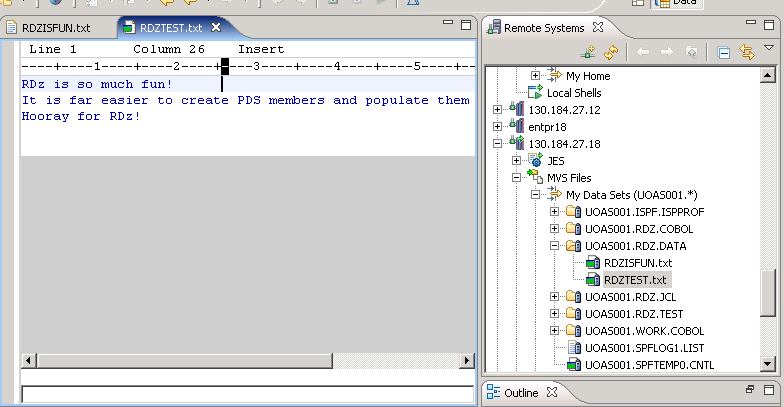 Data
RDZISFUN.txt RDZTEST.txt
Line 1 Column 26 Insert
----+----1----+----2----+----3----+----4----+----5----+--
RDz is so much fun!
It is far easier to create PDS members and populate them
Hooray for RDz!
Remote Systems
My Home
Local Shells
130.184.27.12
entpr18
130.184.27.18
JES
MVS Files
My Data Sets (UOAS001.*)
UOAS001.ISPF.ISPPROF
UOAS001.RDZ.COBOL
UOAS001.RDZ.DATA
RDZISFUN.txt
RDZTEST.txt
UOAS001.RDZ.JCL
UOAS001.RDZ.TEST
UOAS001.WORK.COBOL
UOAS001.SPFLOG1.LIST
UOAS001.SPFTEMP0.CNTL
Outline